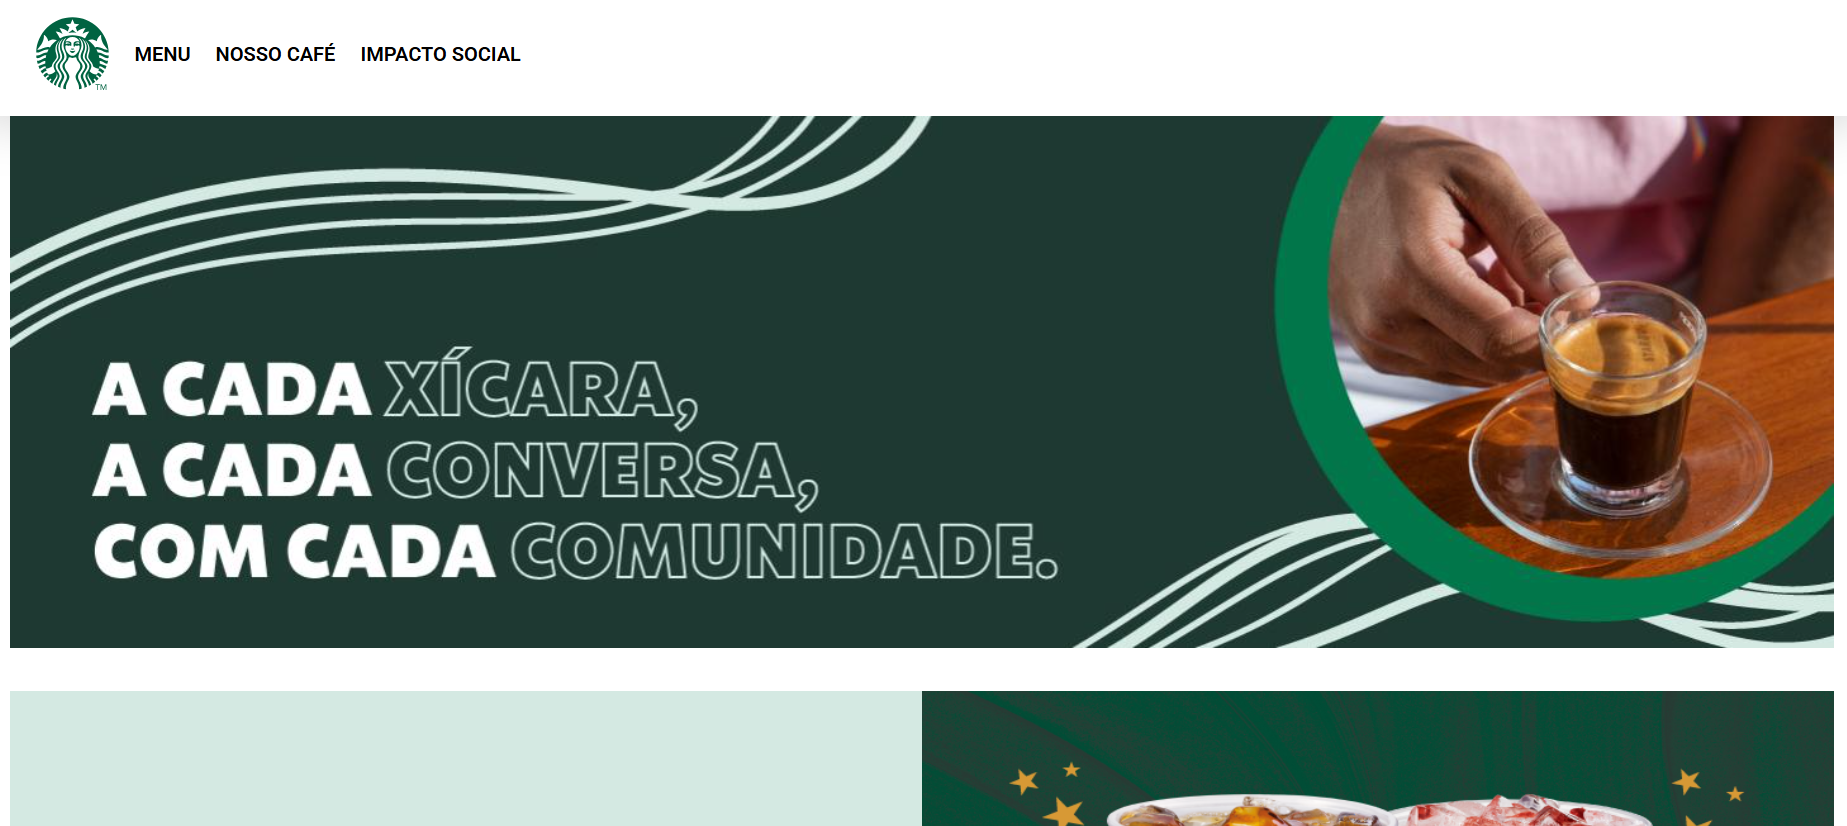 TM
MENU NOSSO CAFÉ IMPACTO SOCIAL
A CADA XÍCARA,
A CADA CONVERSA,
COM CADA COMUNIDADE.